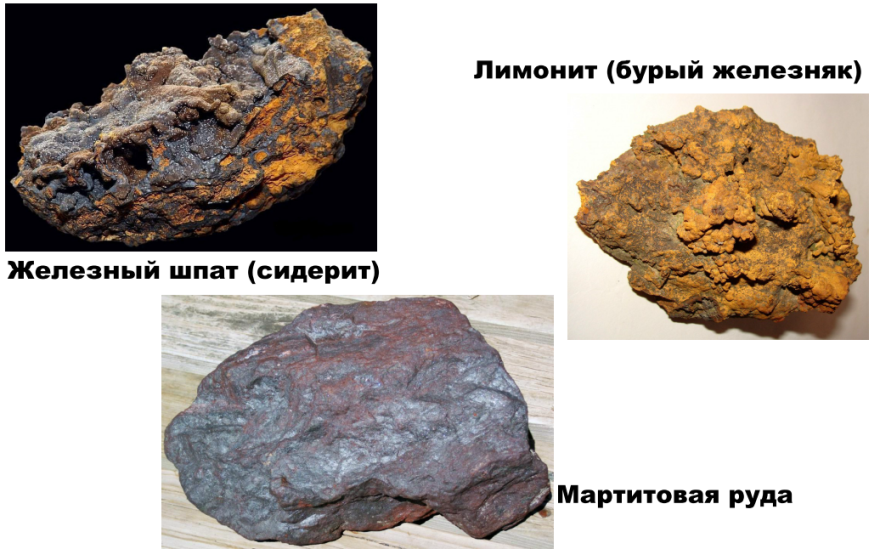 Лимонит (бурый железняк)
Железный шпат (сидерит)
Мартитовая руда